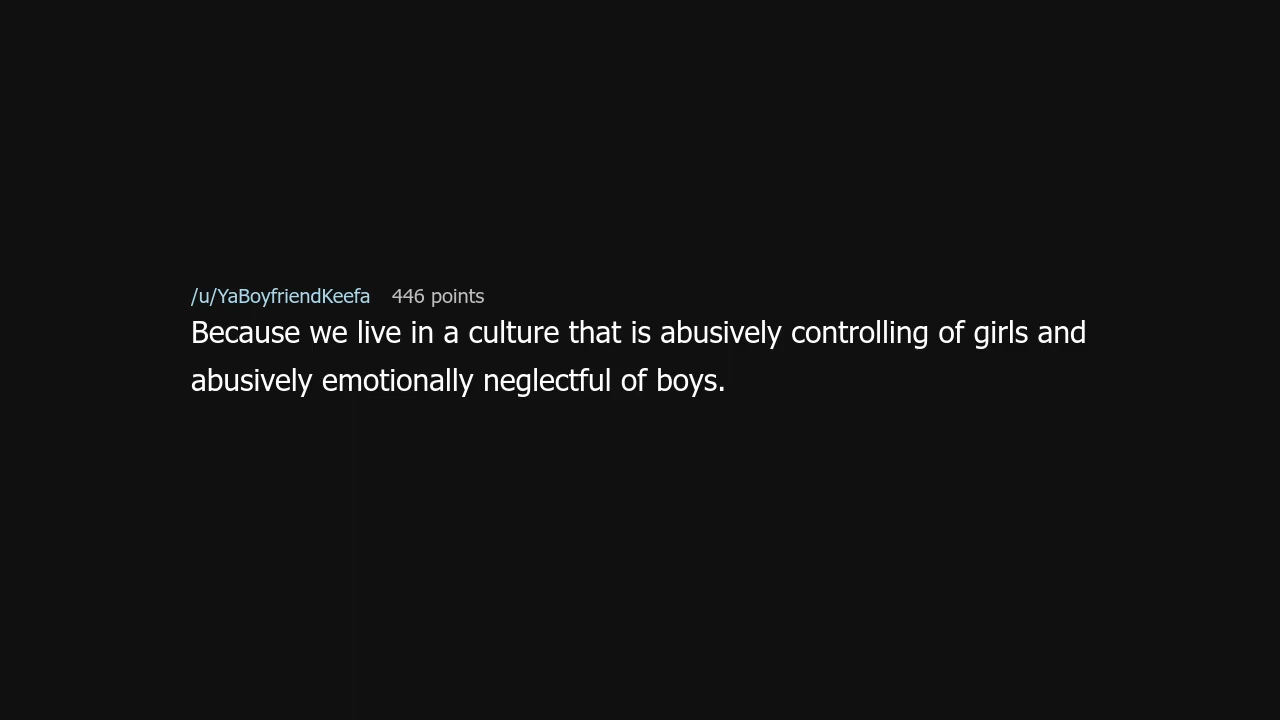 /u/YaBoyfriendKeefa 446 points
Because we live in a culture that is abusively controlling of girls and
abusively emotionally neglectful of boys.